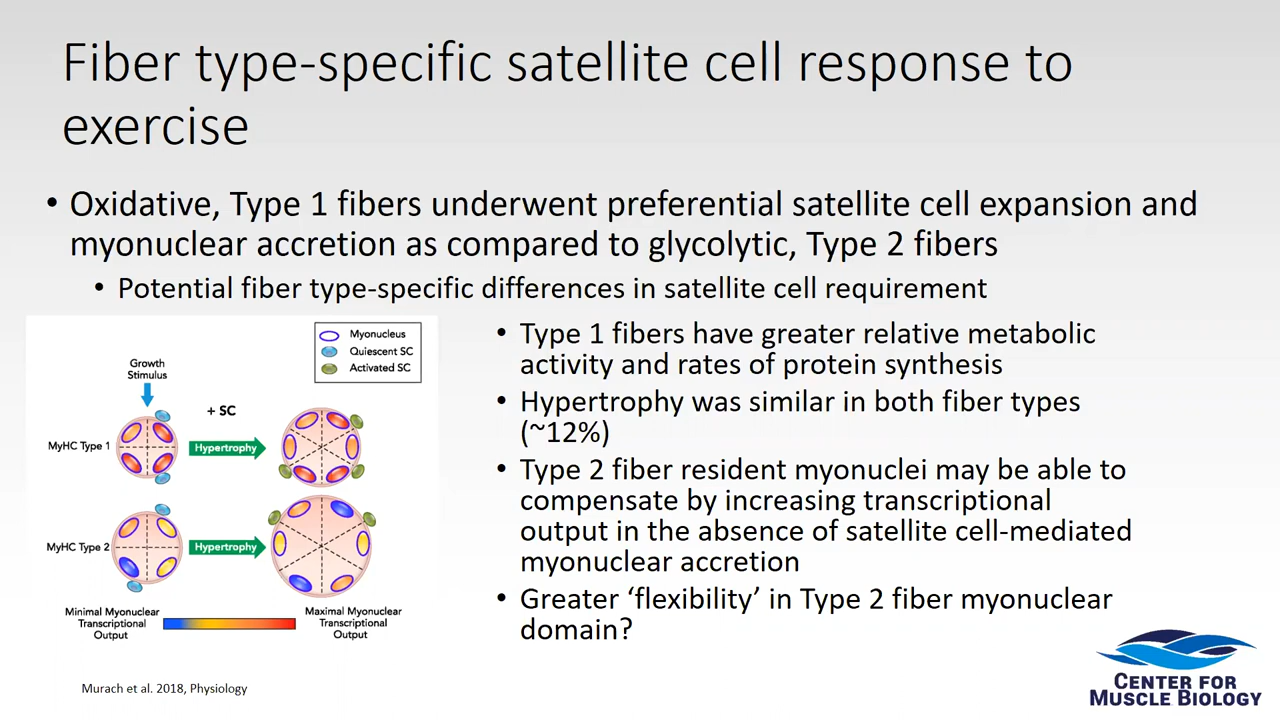 Fiber type-specific satellite cell response to
exercise
• Oxidative, Type 1 fibers underwent preferential satellite cell expansion and
myonuclear accretion as compared to glycolytic, Type 2 fibers
• Potential fiber type-specific differences in satellite cell requirement
Myonucleus
Quiescent SC
Activated SC
Growth
Stimulus
+ SC
MyHC Type 1
Hypertrophy
MyHC Type 2
Hypertrophy
Minimal Myonuclear
Transcriptional
Output
Maximal Myonuclear
Transcriptional
Output
• Type 1 fibers have greater relative metabolic
activity and rates of protein synthesis
• Hypertrophy was similar in both fiber types
(~12%)
• Type 2 fiber resident myonuclei may be able to
compensate by increasing transcriptional
output in the absence of satellite cell-mediated
myonuclear accretion
• Greater ‘flexibility’ in Type 2 fiber myonuclear
domain?
Murach et al. 2018, Physiology
CENTER FOR
MUSCLE BIOLOGY